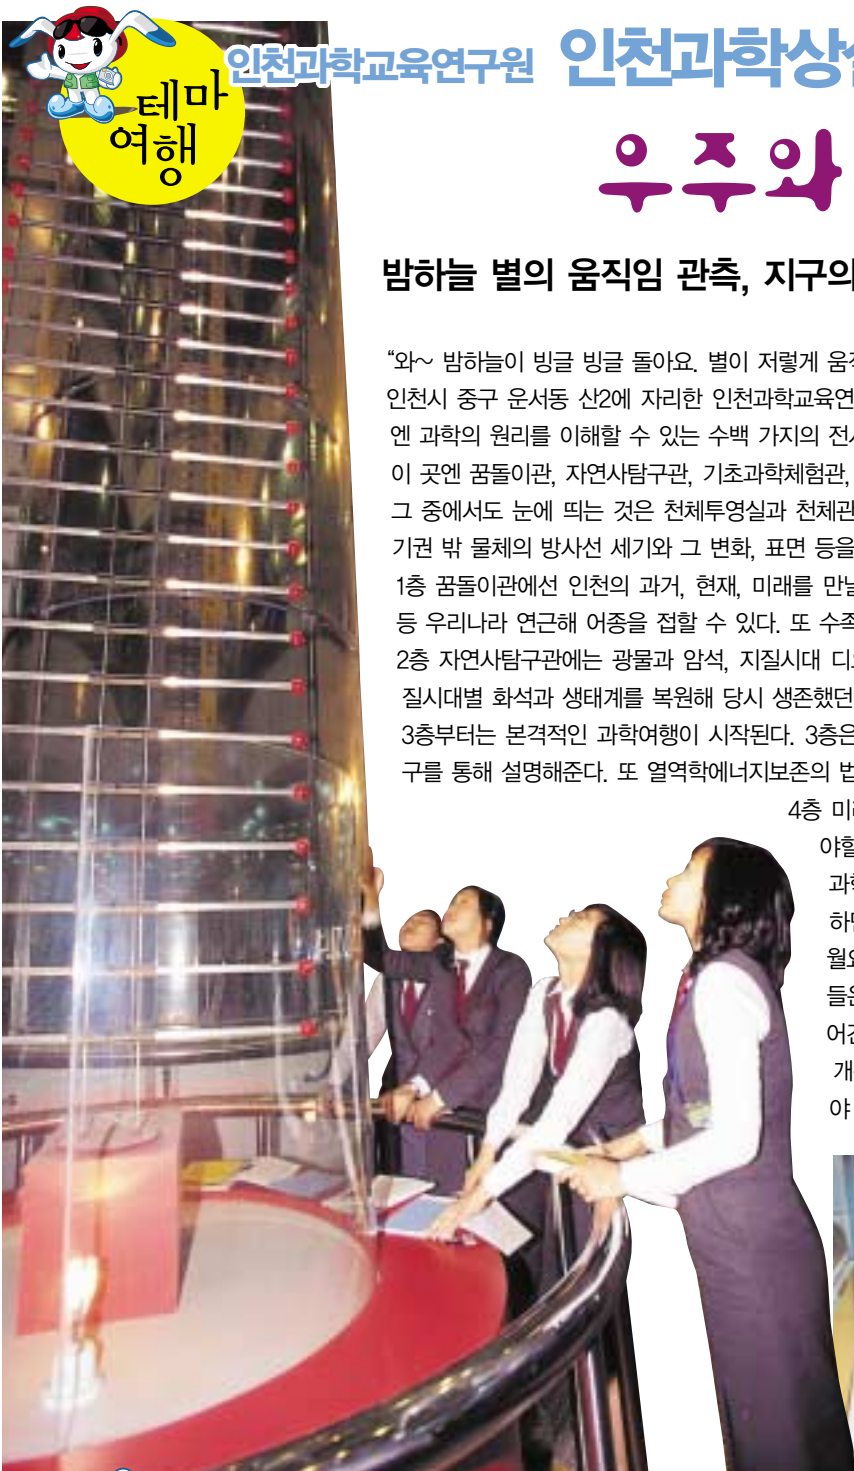 테마
여행
인천과학교육연구원 인천과학상설
우주와
밤하늘 별의 움직임 관측, 지구의
“와~ 밤하늘이 빙글 빙글 돌아요. 별이 저렇게 움직
인천시 중구 운서동 산2에 자리한 인천과학교육연
엔 과학의 원리를 이해할 수 있는 수백 가지의 전시
이 곳엔 꿈돌이관, 자연사탐구관, 기초과학체험관,
그 중에서도 눈에 띄는 것은 천체투영실과 천체관
기권 밖 물체의 방사선 세기와 그 변화, 표면 등을
1층 꿈돌이관에선 인천의 과거, 현재, 미래를 만날
등 우리나라 연근해 어종을 접할 수 있다. 또 수족
2층 자연사탐구관에는 광물과 암석, 지질시대 디오
질시대별 화석과 생태계를 복원해 당시 생존했던
3층부터는 본격적인 과학여행이 시작된다. 3층은
구를 통해 설명해준다. 또 열역학에너지보존의 법
4층 미래
야할
과학
하면
월요
들은
어진
개
야